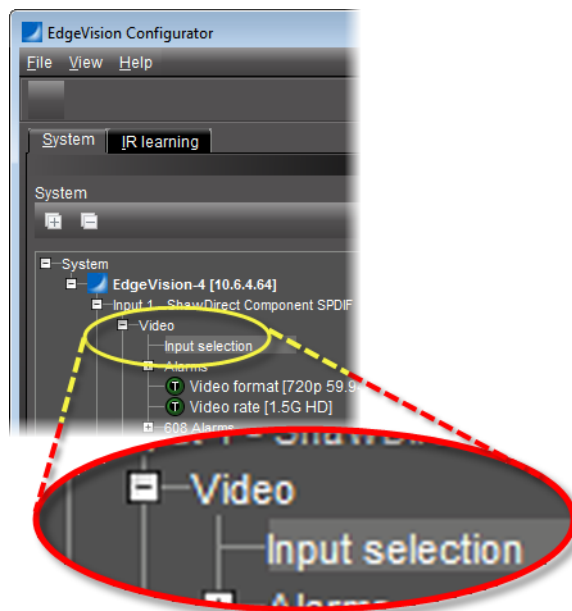 EdgeVision Configurator
File View Help
System IR learning
System
System
EdgeVision-4 [10.6.4.64]
Input 1 - ShawDirect Component SPDIF
Video
Input selection
Alarms
Video format [720p 59.9
Video rate [1.5G HD]
608 Alarms
Video
Input selection
Alarms